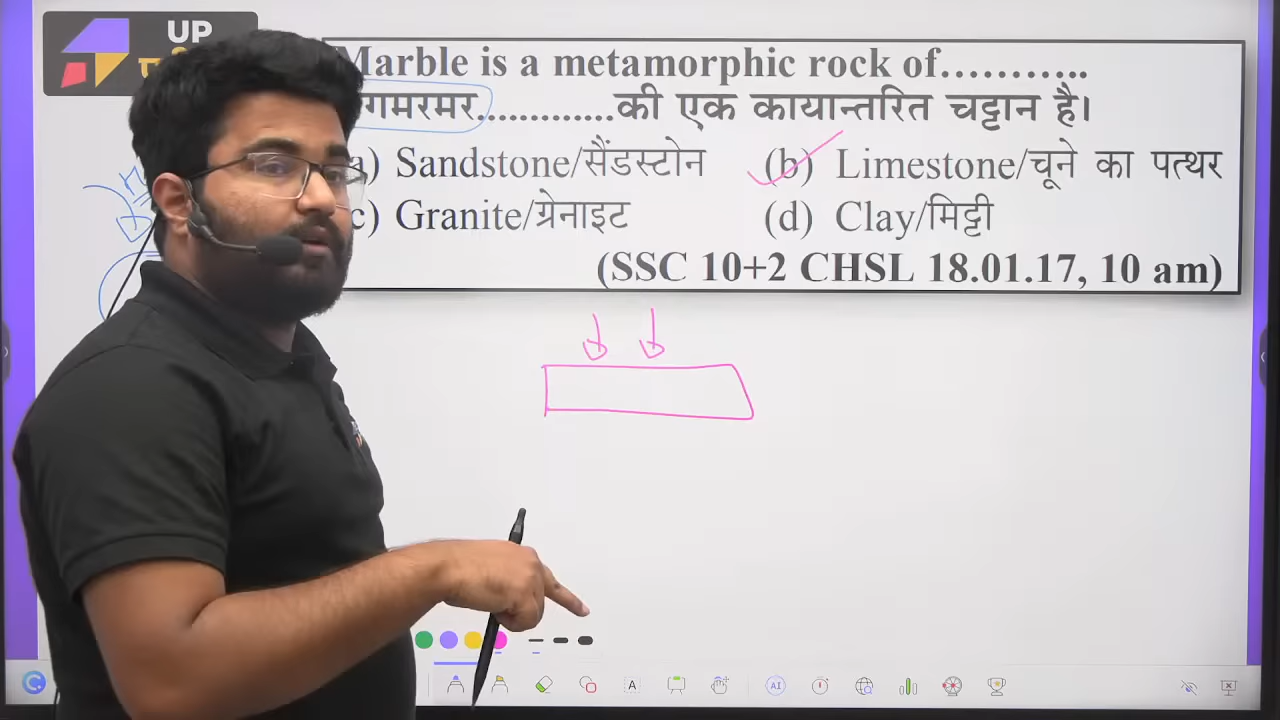 UP
Marble is a metamorphic rock of………..
गमरमर.............की एक कायान्तरित चट्टान है।
a) Sandstone/सैंडस्टोन (b) Limestone/चूने का पत्थर
c) Granite/ग्रेनाइट (d) Clay/मिट्टी
(SSC 10+2 CHSL 18.01.17, 10 am)
A AI